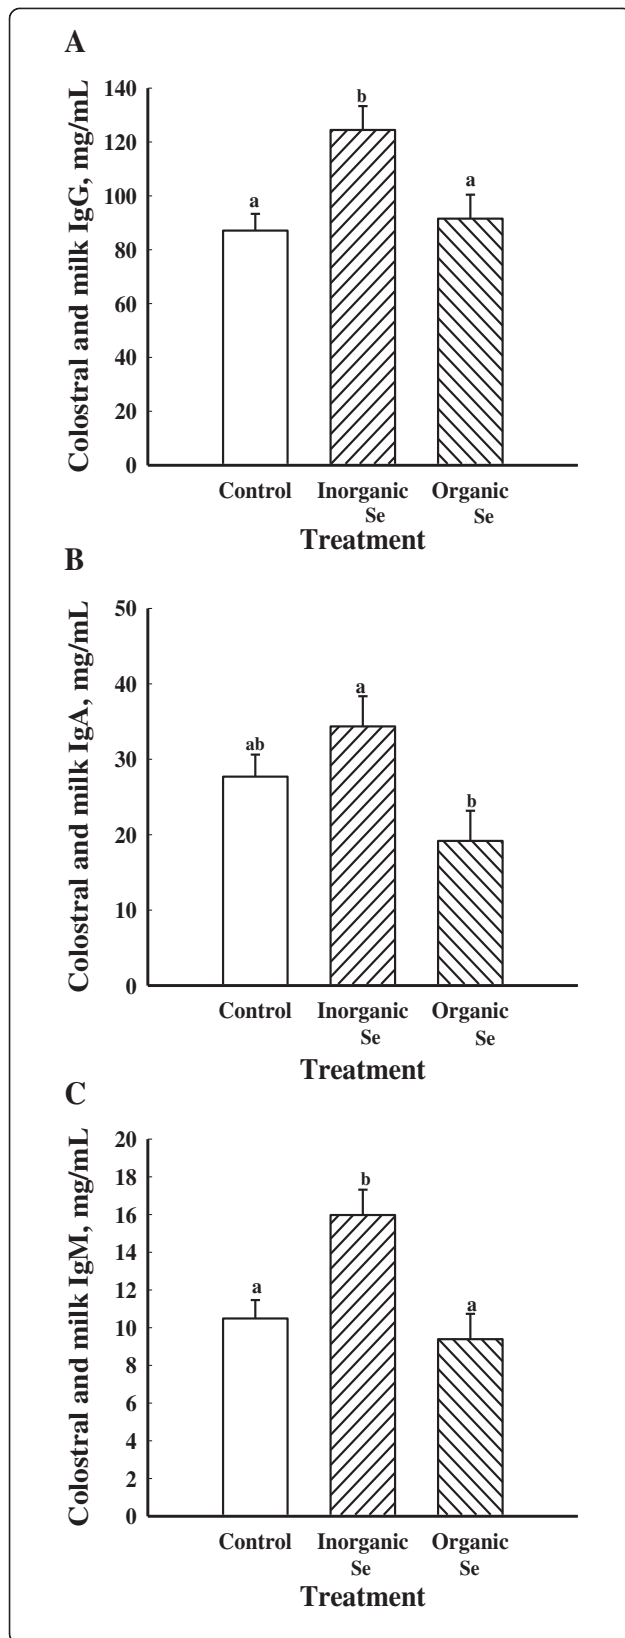 A
Colostral and milk IgG, mg/mL
140
120
100
80
60
40
20
0
a
b
a
Control
Inorganic
Se
Organic
Se
Treatment
B
Colostral and milk IgA, mg/mL
50
40
30
20
10
0
ab
a
b
Control
Inorganic
Se
Organic
Se
Treatment
C
Colostral and milk IgM, mg/mL
20
18
16
14
12
10
8
6
4
2
0
a
b
a
Control
Inorganic
Se
Organic
Se
Treatment